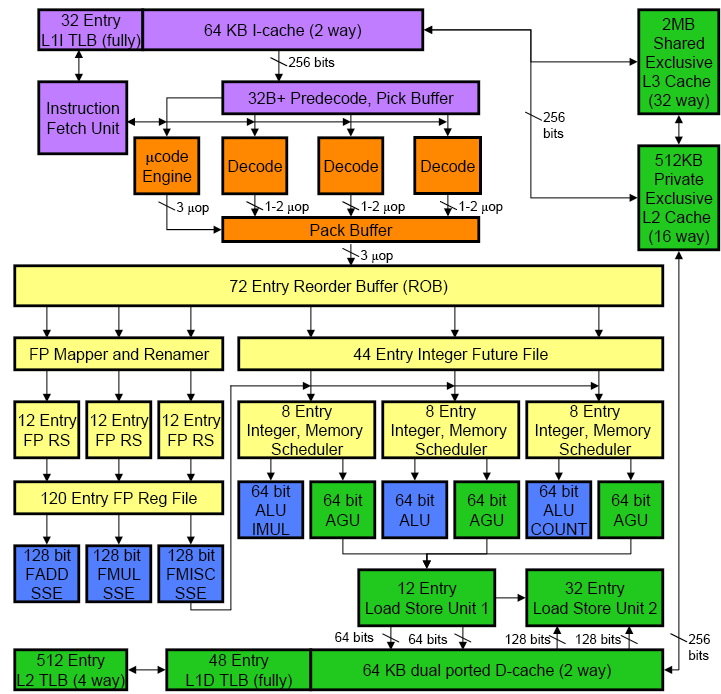 32 Entry
L1I TLB (fully)
64 KB I-cache (2 way)
2MB
Shared
Exclusive
L3 Cache
(32 way)
256 bits
Instruction
Fetch Unit
32B+ Predecode, Pick Buffer
256
bits
μcode
Engine
Decode
Decode
Decode
512KB
Private
Exclusive
L2 Cache
(16 way)
3 μop
1-2 μop
1-2 μop
1-2 μop
Pack Buffer
3 μop
72 Entry Reorder Buffer (ROB)
FP Mapper and Renamer
44 Entry Integer Future File
12 Entry
FP RS
12 Entry
FP RS
12 Entry
FP RS
8 Entry
Integer, Memory
Scheduler
8 Entry
Integer, Memory
Scheduler
8 Entry
Integer, Memory
Scheduler
120 Entry FP Reg File
64 bit
ALU
IMUL
64 bit
AGU
64 bit
ALU
64 bit
AGU
64 bit
ALU
COUNT
64 bit
AGU
128 bit
FADD
SSE
128 bit
FMUL
SSE
128 bit
FMISC
SSE
12 Entry
Load Store Unit 1
32 Entry
Load Store Unit 2
64 bits
64 bits
128 bits
128 bits
256
bits
512 Entry
L2 TLB (4 way)
48 Entry
L1D TLB (fully)
64 KB dual ported D-cache (2 way)